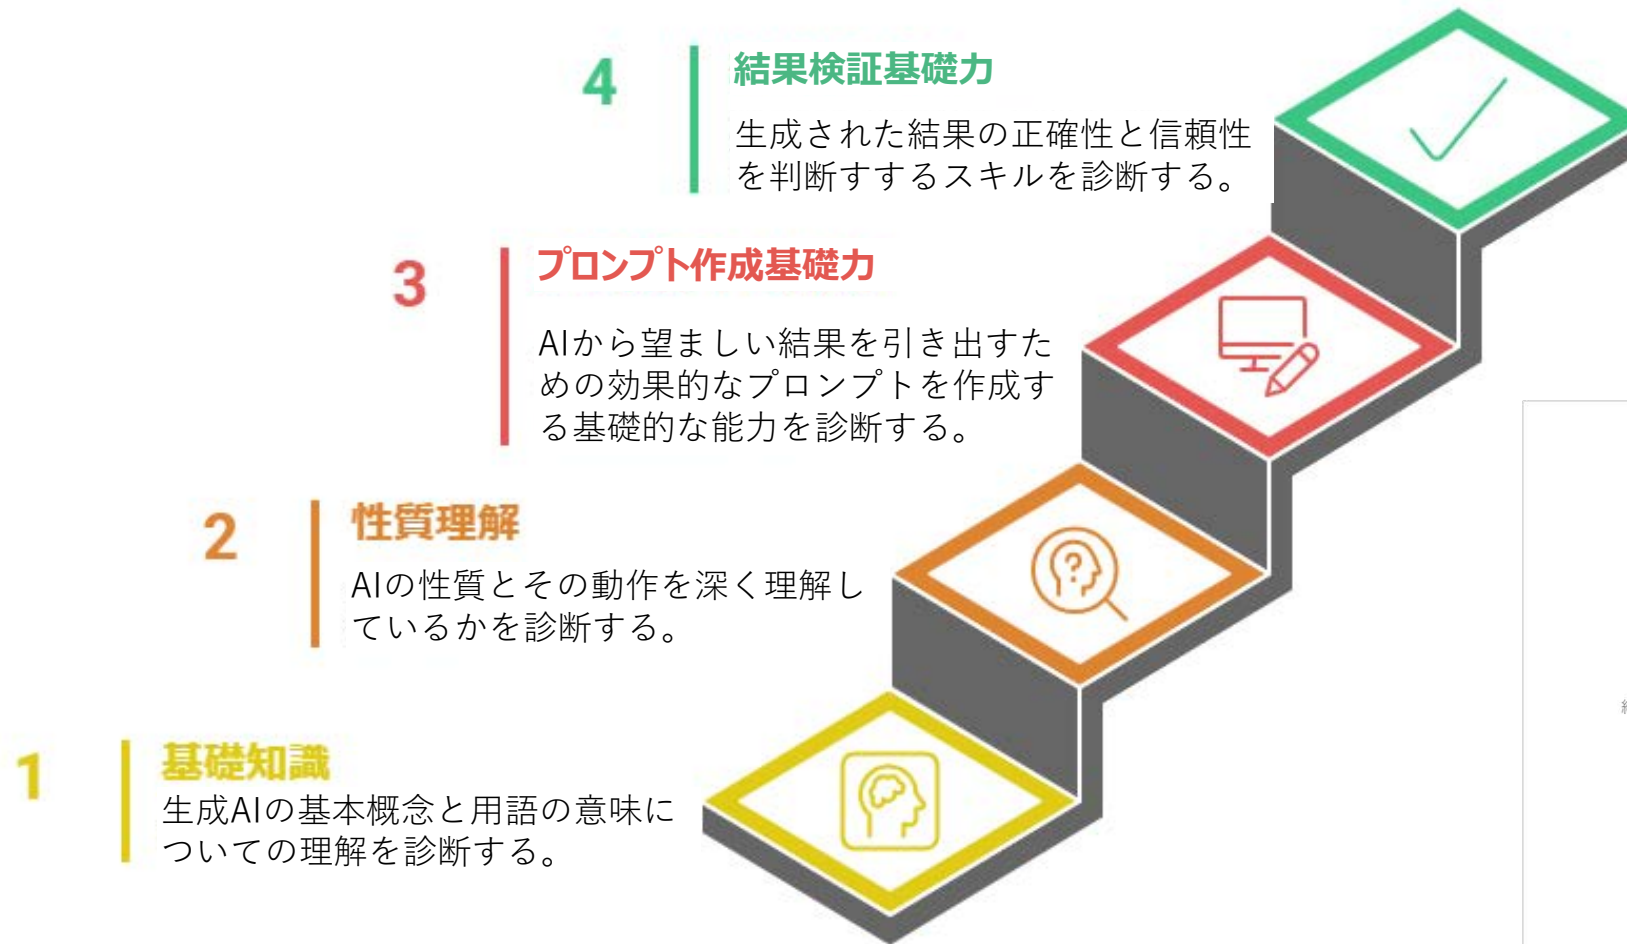 4
結果検証基礎力
生成された結果の正確性と信頼性
を判断すするスキルを診断する。
3
プロンプト作成基礎力
AIから望ましい結果を引き出すた
めの効果的なプロンプトを作成す
る基礎的な能力を診断する。
2
性質理解
AIの性質とその動作を深く理解し
ているかを診断する。
1
基礎知識
生成AIの基本概念と用語の意味に
ついての理解を診断する。